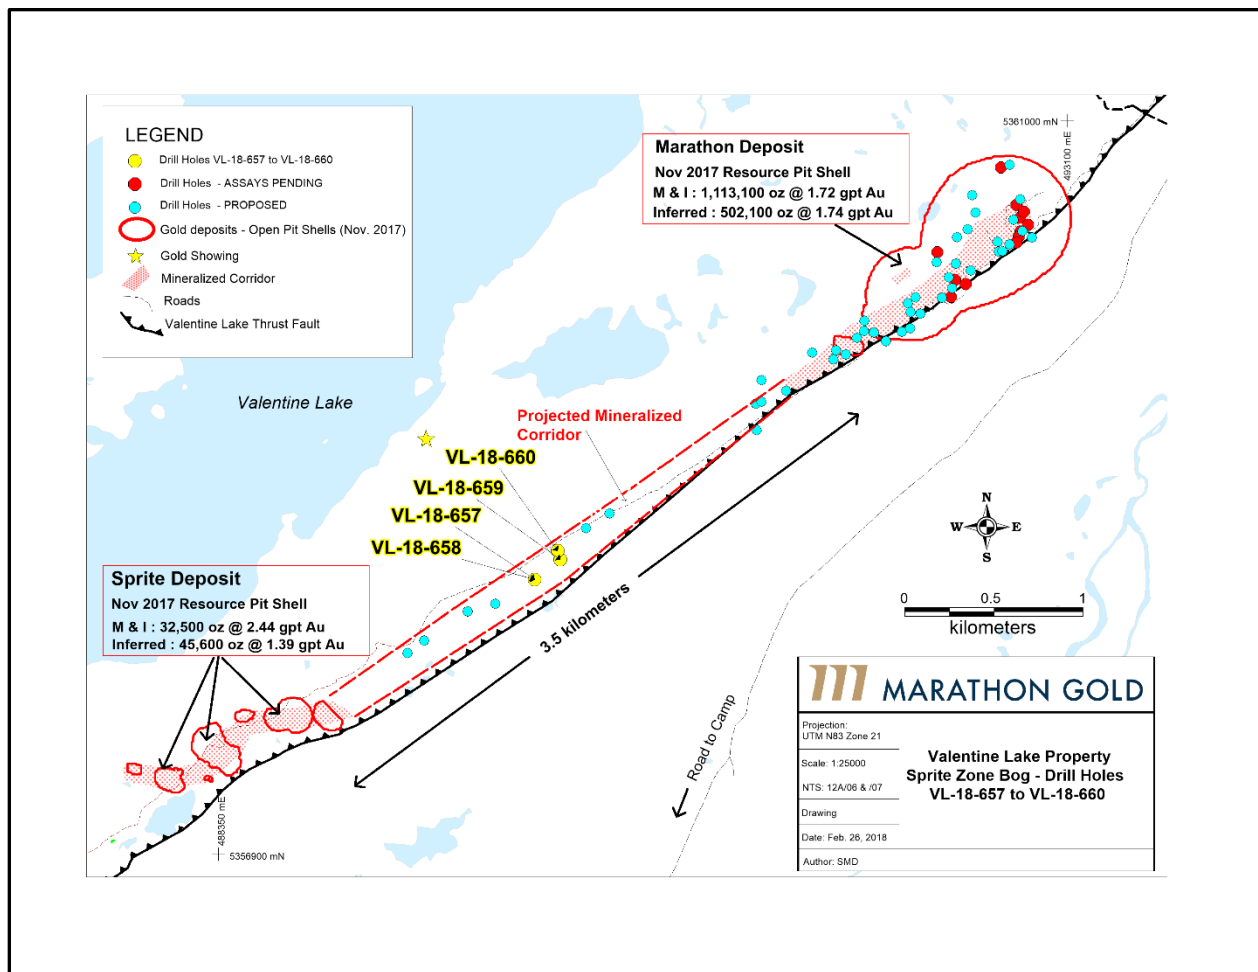 LEGEND
Drill Holes VL-18-657 to VL-18-660
Drill Holes - ASSAYS PENDING
Drill Holes - PROPOSED
Gold deposits - Open Pit Shells (Nov. 2017)
Gold Showing
Mineralized Corridor
Roads
Valentine Lake Thrust Fault
5361000 mN
493100 mE
Marathon Deposit
Nov 2017 Resource Pit Shell
M & I : 1,113,100 oz @ 1.72 gpt Au
Inferred : 502,100 oz @ 1.74 gpt Au
Valentine Lake
Projected Mineralized
Corridor
VL-18-660
VL-18-659
VL-18-657
VL-18-658
N
W E
S
Sprite Deposit
Nov 2017 Resource Pit Shell
M & I : 32,500 oz @ 2.44 gpt Au
Inferred : 45,600 oz @ 1.39 gpt Au
3.5 kilometers
0 0.5 1
kilometers
Road to Camp
488350 mE
5356900 mN
MARATHON GOLD
Projection:
UTM N83 Zone 21
Scale: 1:25000
NTS: 12A/06 & /07
Drawing
Date: Feb. 26, 2018
Author: SMD
Valentine Lake Property
Sprite Zone Bog - Drill Holes
VL-18-657 to VL-18-660